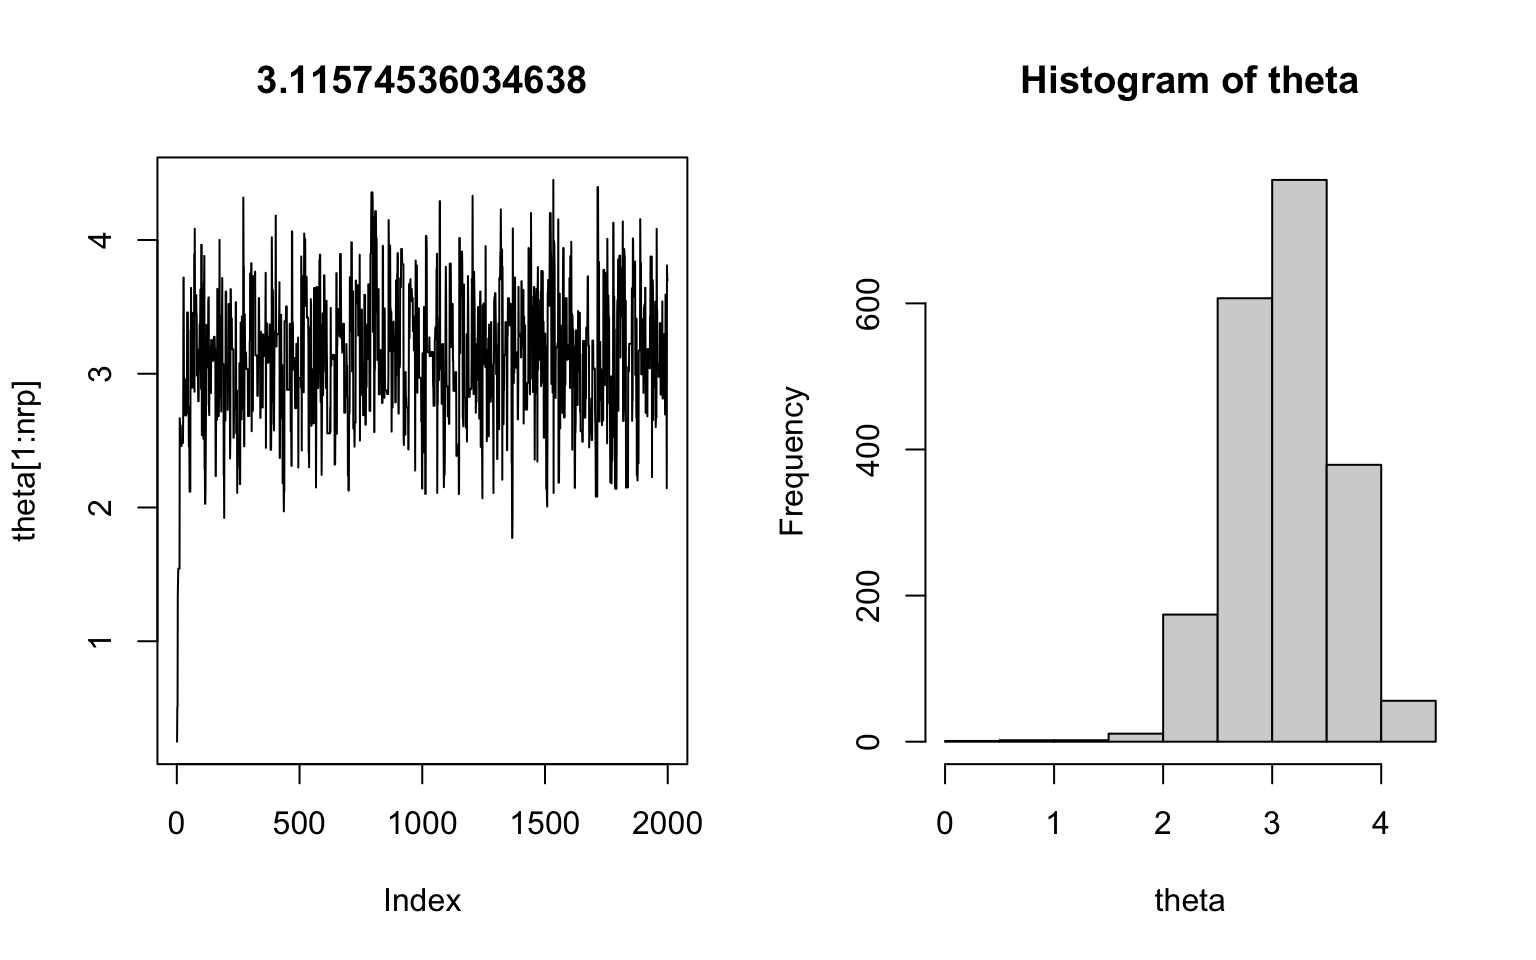 3.11574536034638
theta[1:nrp]
4
3
2
1
0 500 1000 1500 2000
Index
Histogram of theta
Frequency
600
400
200
0
0 1 2 3 4
theta